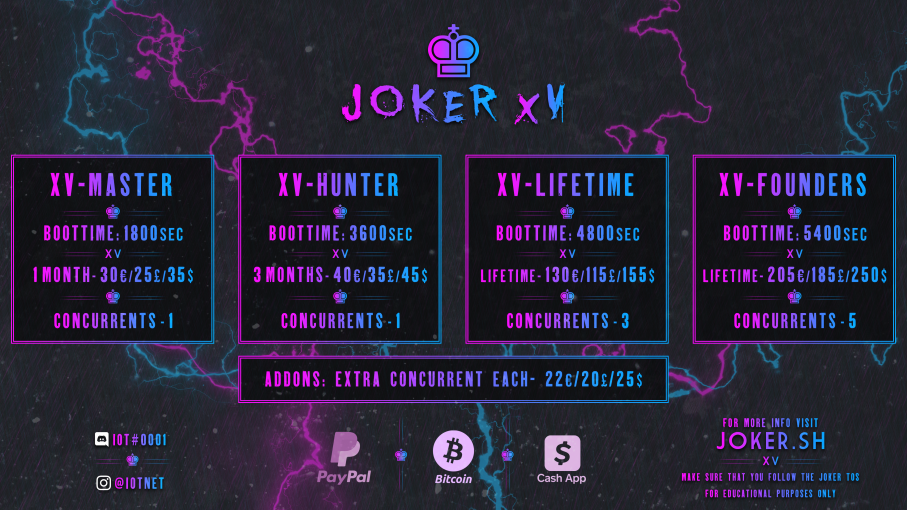 JOKER XV
XV-MASTER
BOOTTIME: 1800SEC
XV
1 MONTH- 30€/25£/35$
CONCURRENTS - 1
XV-HUNTER
BOOTTIME: 3600SEC
XV
3 MONTHS- 40€/35£/45$
CONCURRENTS - 1
XV-LIFETIME
BOOTTIME: 4800SEC
XV
LIFETIME- 130€/115£/155$
CONCURRENTS - 3
XV-FOUNDERS
BOOTTIME: 5400SEC
XV
LIFETIME- 205€/185£/250$
CONCURRENTS - 5
ADDONS: EXTRA CONCURRENT EACH- 22€/20£/25$
IOT#0001
@IOTNET
PayPal
Bitcoin
Cash App
FOR MORE INFO VISIT
JOKER.SH
XV
MAKE SURE THAT YOU FOLLOW THE JOKER TOS
FOR EDUCATIONAL PURPOSES ONLY